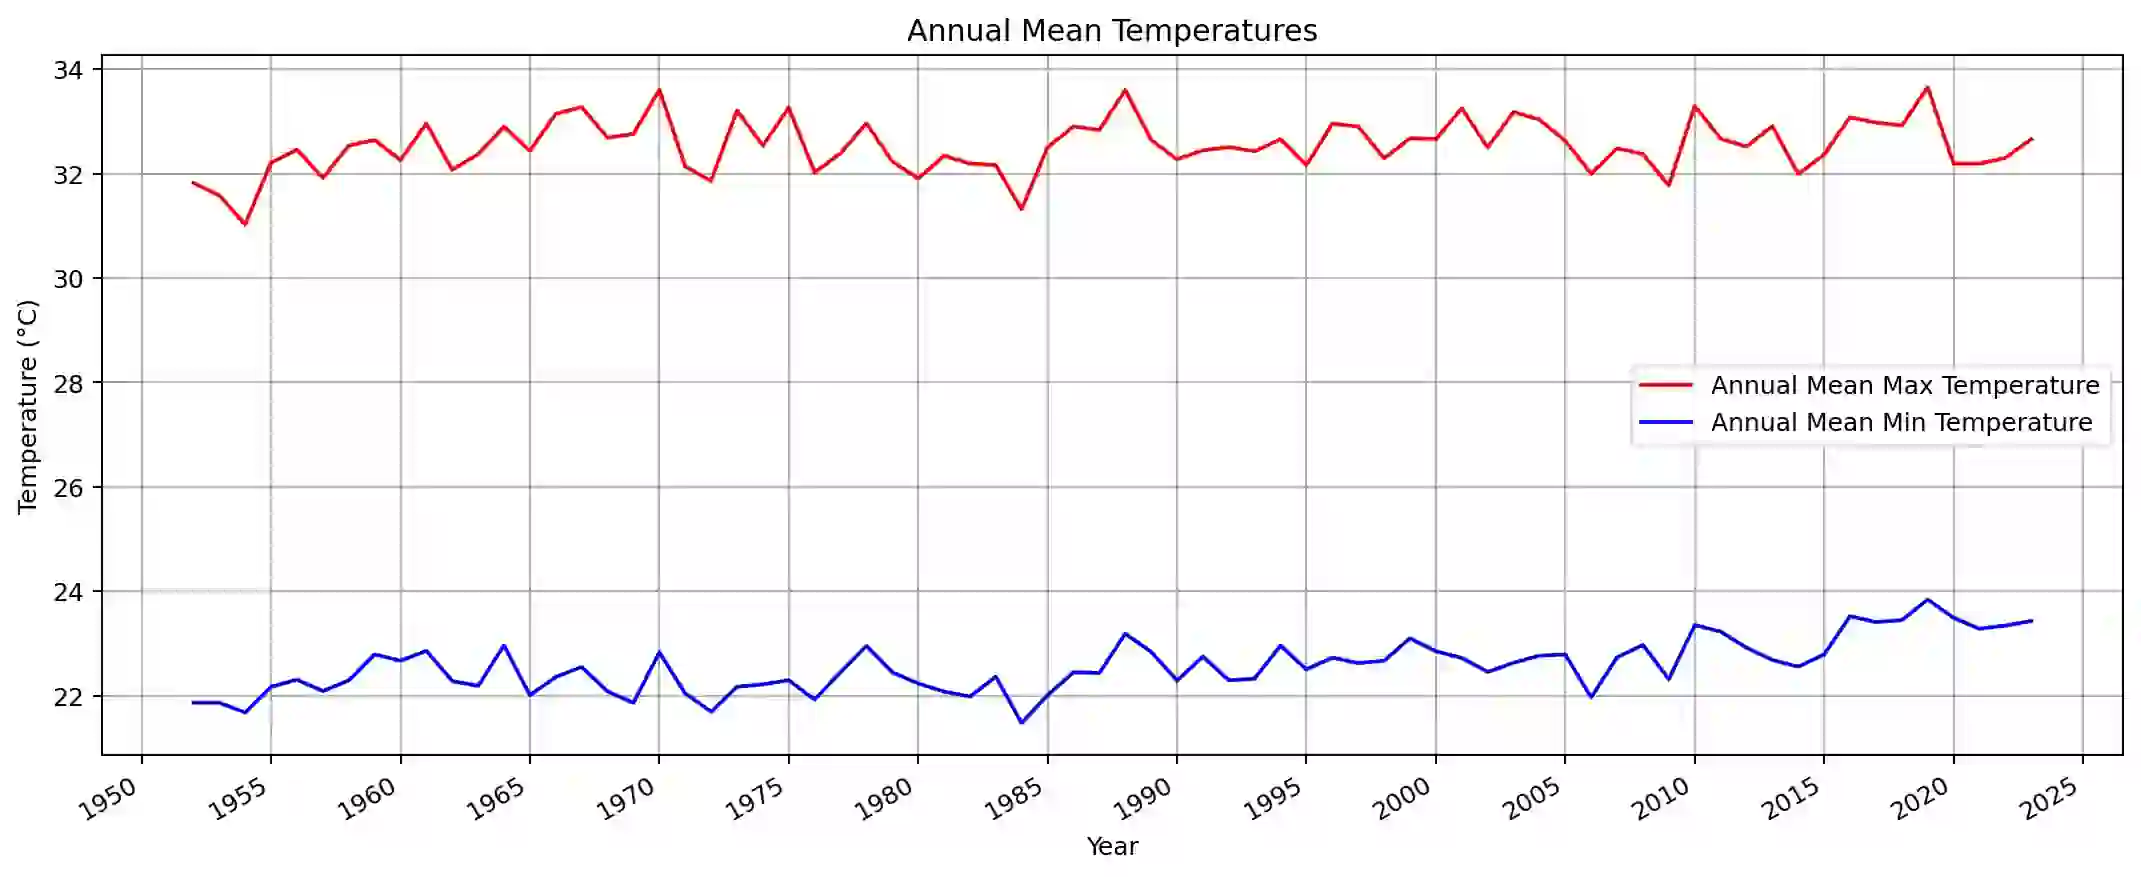 Annual Mean Temperatures
34
32
30
28
26
24
22
Temperature (°C)
Annual Mean Max Temperature
Annual Mean Min Temperature
1950 1955 1960 1965 1970 1975 1980 1985 1990 1995 2000 2005 2010 2015 2020 2025
Year